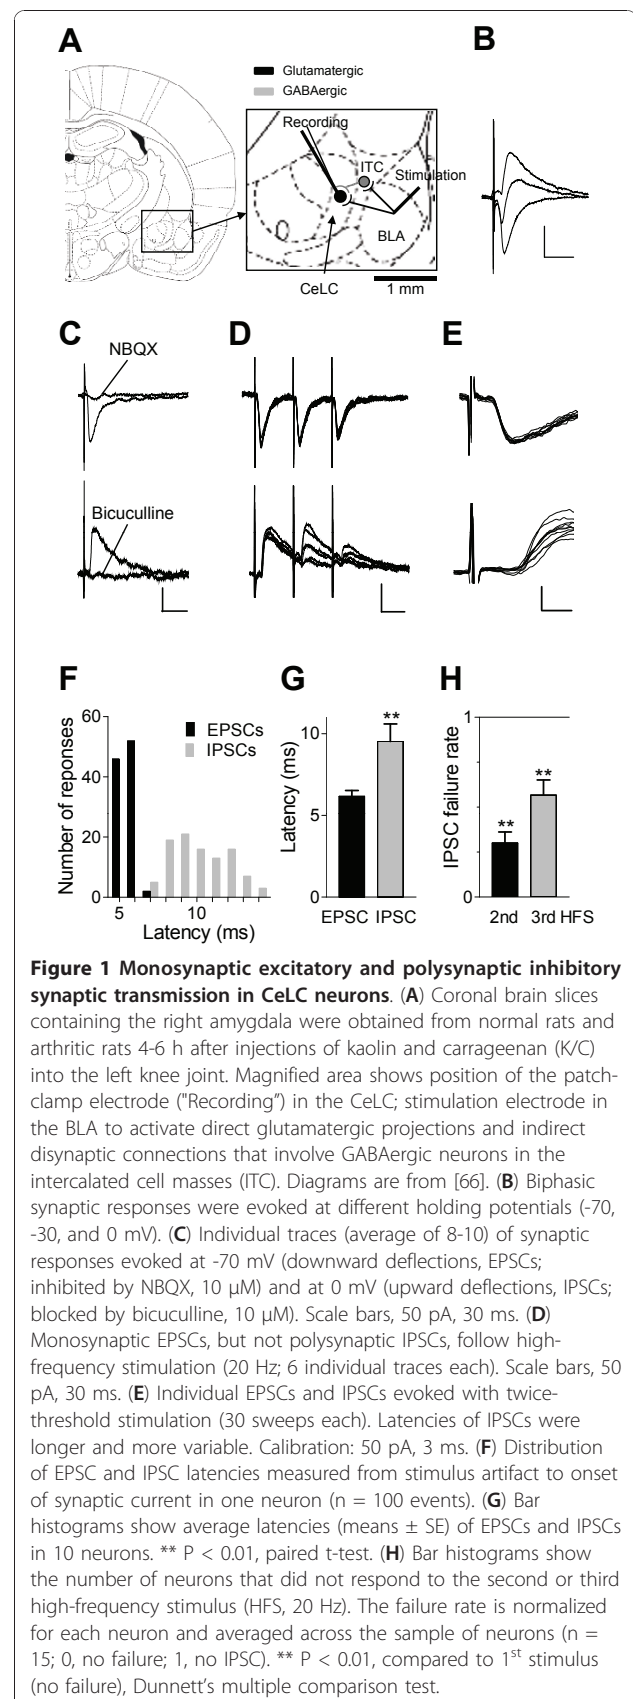 A
B
Glutamatergic
GABAergic
Recording
ITC
Stimulation
BLA
CeLC
1 mm
C
D
E
NBQX
Bicuculline
F
G
H
60
40
20
0
Number of reponses
EPSCs
IPSCs
5
10
Latency (ms)
10
5
0
Latency (ms)
**
EPSC IPSC
1
0
IPSC failure rate
**
**
2nd 3rd HFS
Figure 1 Monosynaptic excitatory and polysynaptic inhibitory
synaptic transmission in CeLC neurons. (A) Coronal brain slices
containing the right amygdala were obtained from normal rats and
arthritic rats 4-6 h after injections of kaolin and carrageenan (K/C)
into the left knee joint. Magnified area shows position of the patch-
clamp electrode ("Recording") in the CeLC; stimulation electrode in
the BLA to activate direct glutamatergic projections and indirect
disynaptic connections that involve GABAergic neurons in the
intercalated cell masses (ITC). Diagrams are from [66]. (B) Biphasic
synaptic responses were evoked at different holding potentials (-70,
-30, and 0 mV). (C) Individual traces (average of 8-10) of synaptic
responses evoked at -70 mV (downward deflections, EPSCs;
inhibited by NBQX, 10 μM) and at 0 mV (upward deflections, IPSCs;
blocked by bicuculline, 10 μM). Scale bars, 50 pA, 30 ms. (D)
Monosynaptic EPSCs, but not polysynaptic IPSCs, follow high-
frequency stimulation (20 Hz; 6 individual traces each). Scale bars, 50
pA, 30 ms. (E) Individual EPSCs and IPSCs evoked with twice-
threshold stimulation (30 sweeps each). Latencies of IPSCs were
longer and more variable. Calibration: 50 pA, 3 ms. (F) Distribution
of EPSC and IPSC latencies measured from stimulus artifact to onset
of synaptic current in one neuron (n = 100 events). (G) Bar
histograms show average latencies (means ± SE) of EPSCs and IPSCs
in 10 neurons. ** P < 0.01, paired t-test. (H) Bar histograms show
the number of neurons that did not respond to the second or third
high-frequency stimulus (HFS, 20 Hz). The failure rate is normalized
for each neuron and averaged across the sample of neurons (n =
15; 0, no failure; 1, no IPSC). ** P < 0.01, compared to 1st stimulus
(no failure), Dunnett's multiple comparison test.